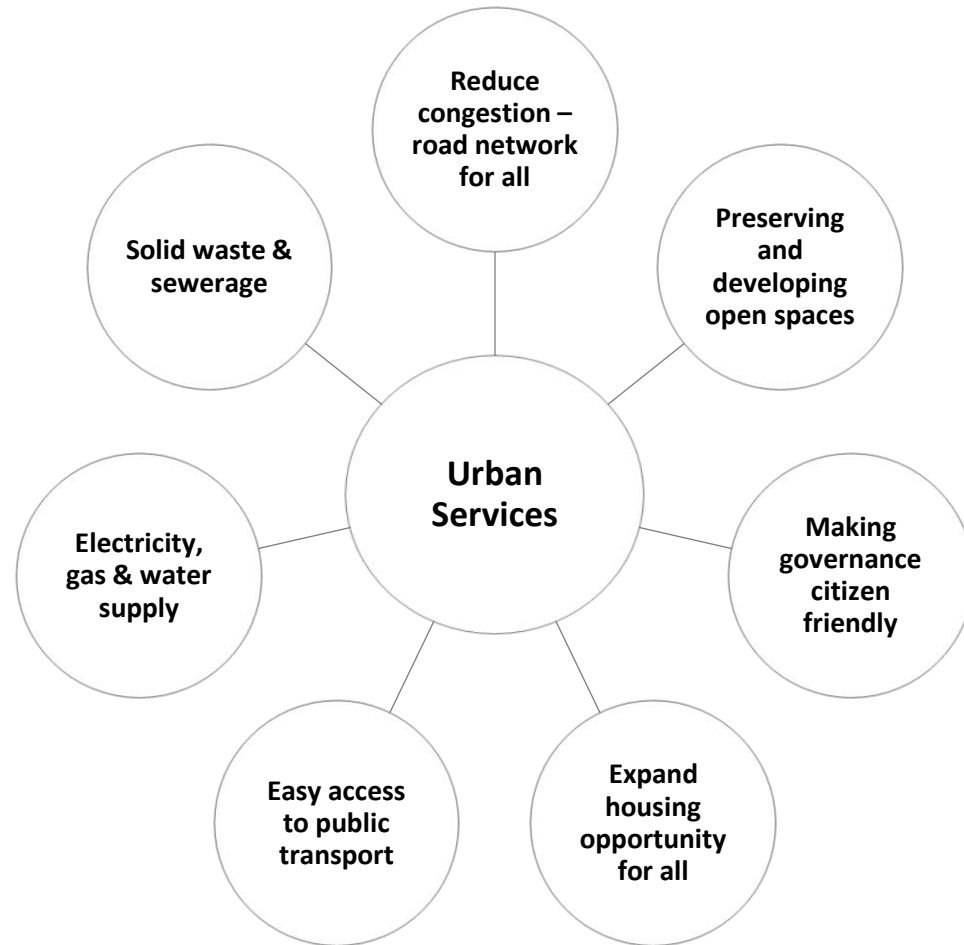 Reduce
congestion –
road network
for all
Preserving
and
developing
open spaces
Making
governance
citizen
friendly
Expand
housing
opportunity
for all
Easy access
to public
transport
Electricity,
gas & water
supply
Solid waste &
sewerage
Urban
Services